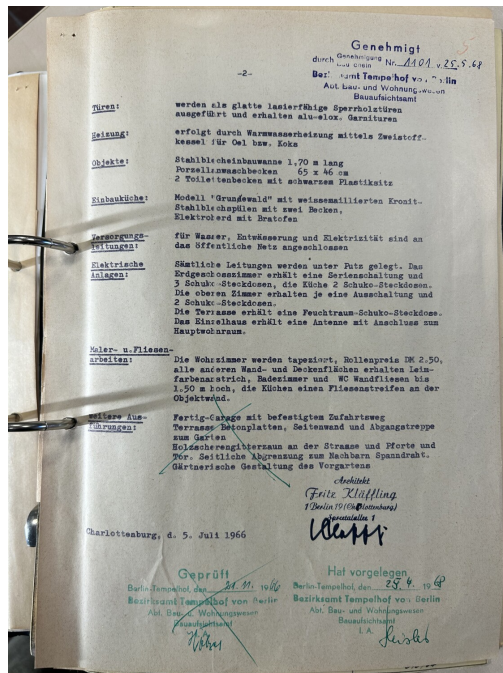 Genehmigt
durch Genehmigung Nr. 1101 v. 25.5.68
Bauschein
Bezirksamt Tempelhof von Berlin
Abt. Bau- und Wohnungswesen
Bauaufsichtsamt
-2-
Türen: werden als glatte lasierfähige Sperrholztüren
ausgeführt und erhalten alu-elox. Garnituren
Heizung: erfolgt durch Warmwasserheizung mittels Zweistoff-
kessel für Oel bzw. Koks
Objekte: Stahlblecheinbauwanne 1,70 m lang
Porzellanwaschbecken 65 x 46 cm
2 Toilettenbecken mit schwarzem Plastiksitz
Einbauküche: Modell "Grunewald" mit weissemaillierten Kronit-
Stahlblechspülen mit zwei Becken,
Elektroherd mit Bratofen
Versorgungs- für Wasser, Entwässerung und Elektrizität sind an
leitungen: das öffentliche Netz angeschlossen
Elektrische Sämtliche Leitungen werden unter Putz gelegt. Das
Anlagen: Erdgeschosszimmer erhält eine Serienschaltung und
3 Schuko-Steckdosen, die Küche 2 Schuko-Steckdosen.
Die oberen Zimmer erhalten je eine Ausschaltung und
2 Schuko-Steckdosen.
Die Terrasse erhält eine Feuchtraum-Schuko-Steckdose.
Das Einzelhaus erhält eine Antenne mit Anschluss zum
Hauptwohnraum.
Maler- u.Fliesen-
arbeiten: Die Wohnzimmer werden tapeziert, Rollenpreis DM 2.50,
alle anderen Wand- und Deckenflächen erhalten Leim-
farbenanstrich, Badezimmer und WC Wandfliesen bis
1.50 m hoch, die Küchen einen Fliesenstreifen an der
Objektwand.
Weitere Aus- Fertig-Garage mit befestigtem Zufahrtsweg
führungen: Terrasse Betonplatten, Seitenwand und Abgangstreppe
zum Garten
Holzscherengitterzaun an der Strasse und Pforte und
Tor. Seitliche Abgrenzung zum Nachbarn Spanndraht.
Gärtnerische Gestaltung des Vorgartens
Architekt
Fritz Kläffling
1 Berlin 19 (Charlottenburg)
Charlottenburg, d. 5. Juli 1966
Geprüft
Berlin-Tempelhof, den 21.11. 1966
Bezirksamt Tempelhof von Berlin
Abt. Bau- u. Wohnungswesen
Bauaufsichtsamt
Hat vorgelegen
Berlin-Tempelhof, den 25.4. 1968
Bezirksamt Tempelhof von Berlin
Abt. Bau- und Wohnungswesen
Bauaufsichtsamt
I. A.